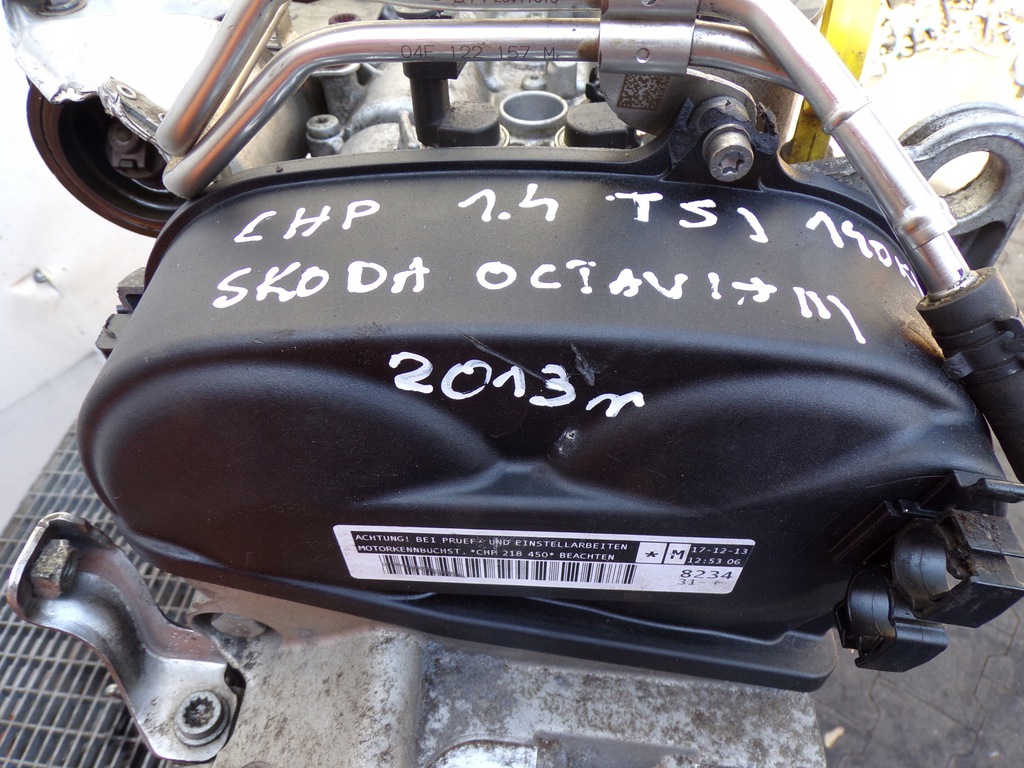 04E 122 157 M
CHP 1.4 TSI 140K
SKODA OCTAVIA III
2013r
ACHTUNG! BEI PRUEF- UND EINSTELLARBEITEN
MOTORKENNBUCHST. *CHP 218 450* BEACHTEN
* M 17-12-13
12:53 06
8234